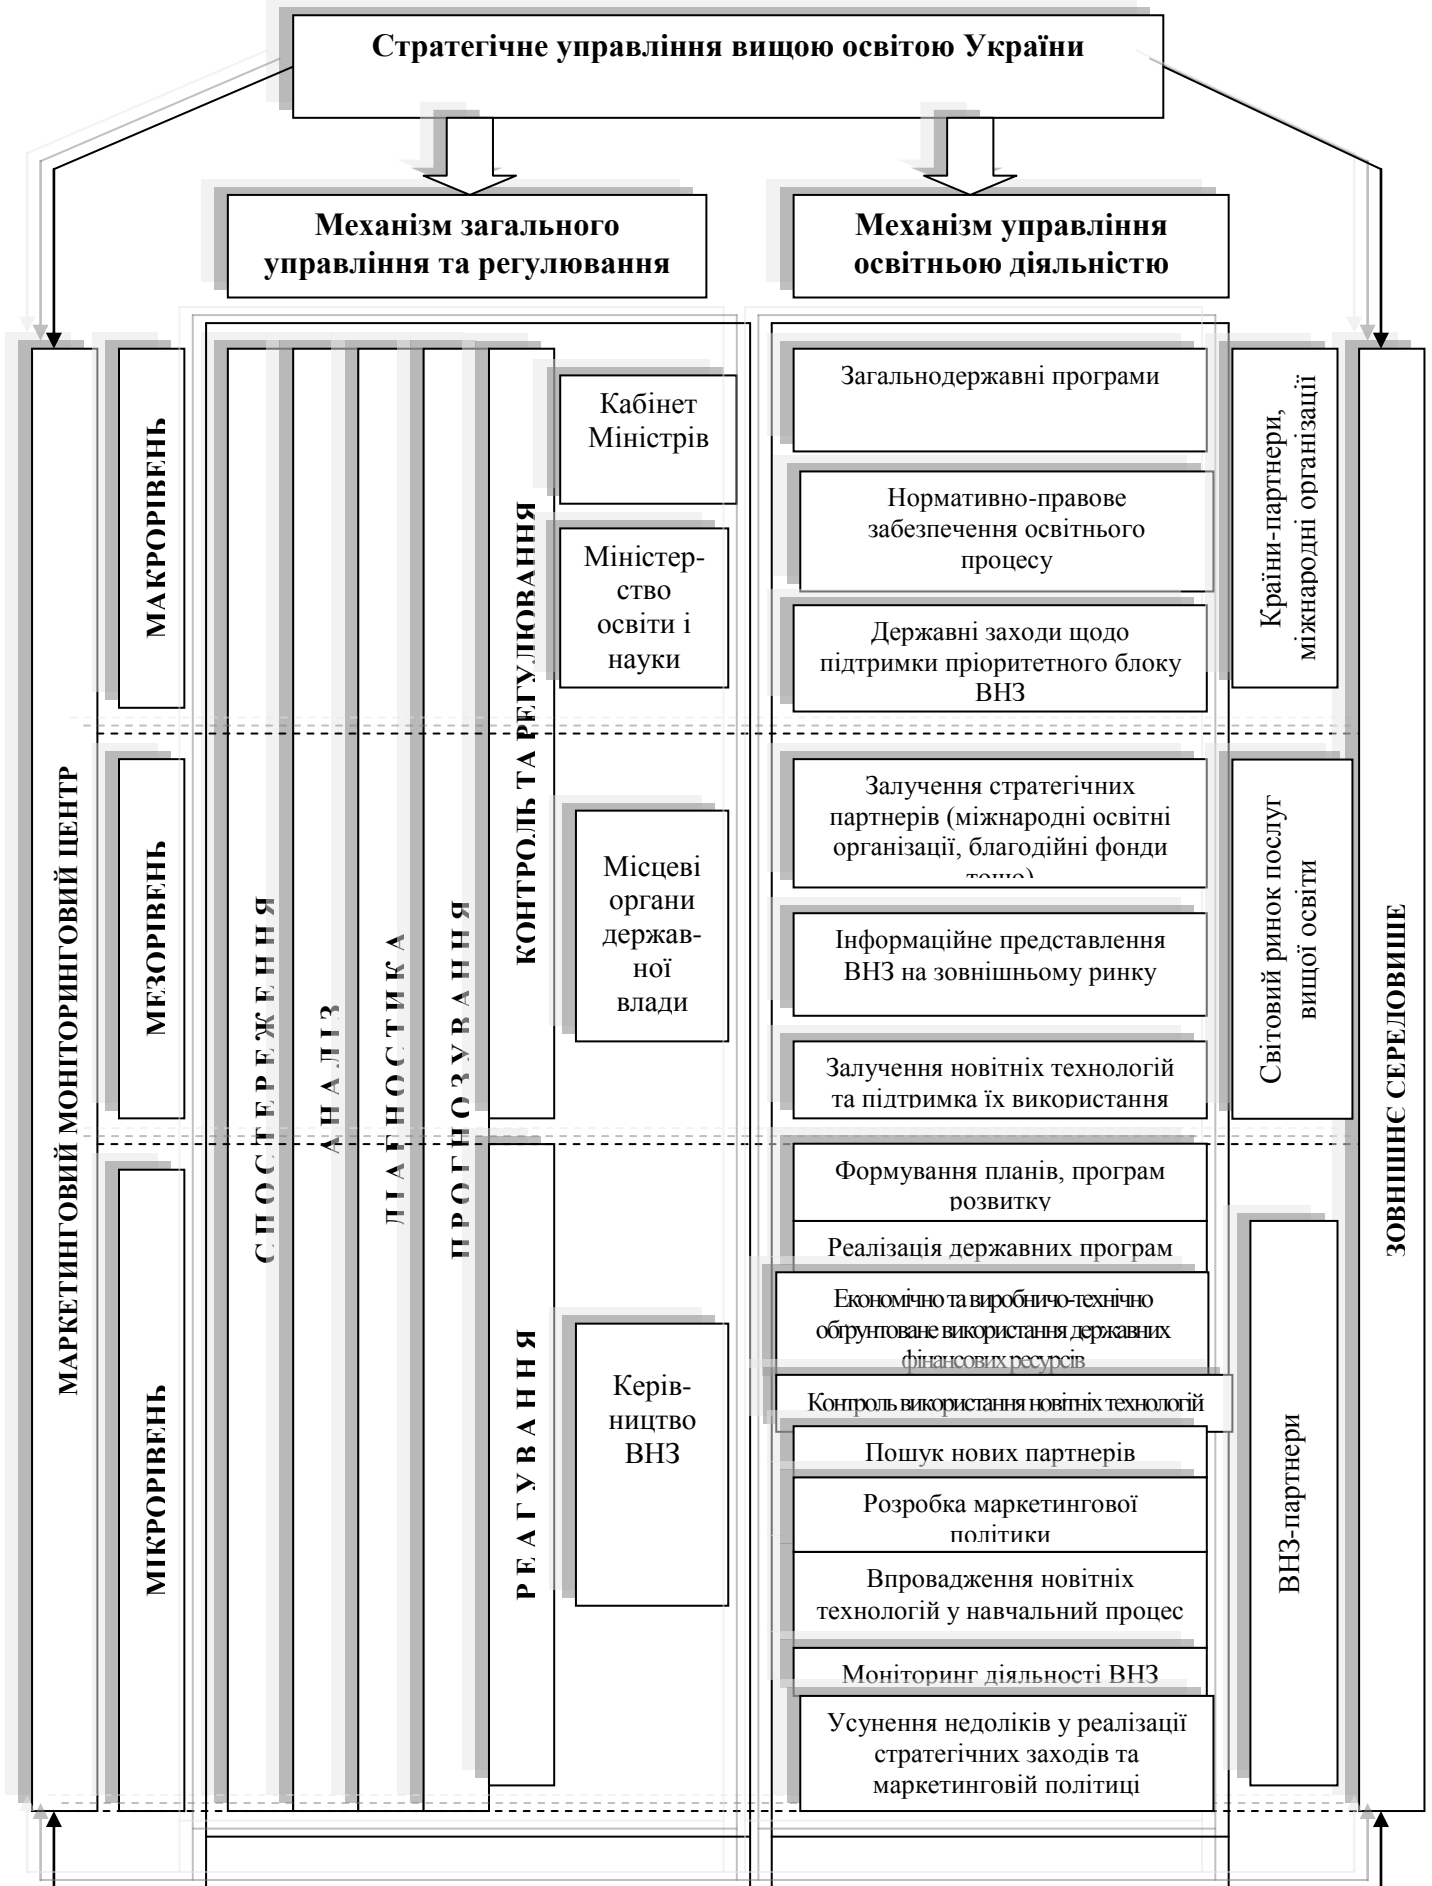 Стратегічне управління вищою освітою України
Механізм загального
управління та регулювання
Механізм управління
освітньою діяльністю
МАРКЕТИНГОВИЙ МОНІТОРИНГОВИЙ ЦЕНТР
МАКРОРІВЕНЬ
МЕЗОРІВЕНЬ
МІКРОРІВЕНЬ
СПОСТЕРЕЖЕННЯ
АНАЛІЗ
ДІАГНОСТИКА
ПРОГНОЗУВАННЯ
КОНТРОЛЬ ТА РЕГУЛЮВАННЯ
РЕАГУВАННЯ
Кабінет
Міністрів
Міністер-
ство
освіти і
науки
Місцеві
органи
держав-
ної
влади
Керів-
ництво
ВНЗ
Загальнодержавні програми
Нормативно-правове
забезпечення освітнього
процесу
Державні заходи щодо
підтримки пріоритетного блоку
ВНЗ
Залучення стратегічних
партнерів (міжнародні освітні
організації, благодійні фонди
тощо)
Інформаційне представлення
ВНЗ на зовнішньому ринку
Залучення новітніх технологій
та підтримка їх використання
Формування планів, програм
розвитку
Реалізація державних програм
Економічно та виробничо-технічно
обґрунтоване використання державних
фінансових ресурсів
Контроль використання новітніх технологій
Пошук нових партнерів
Розробка маркетингової
політики
Впровадження новітніх
технологій у навчальний процес
Моніторинг діяльності ВНЗ
Усунення недоліків у реалізації
стратегічних заходів та
маркетинговій політиці
Країни-партнери,
міжнародні організації
Світовий ринок послуг
вищої освіти
ВНЗ-партнери
ЗОВНІШНЄ СЕРЕДОВИЩЕ